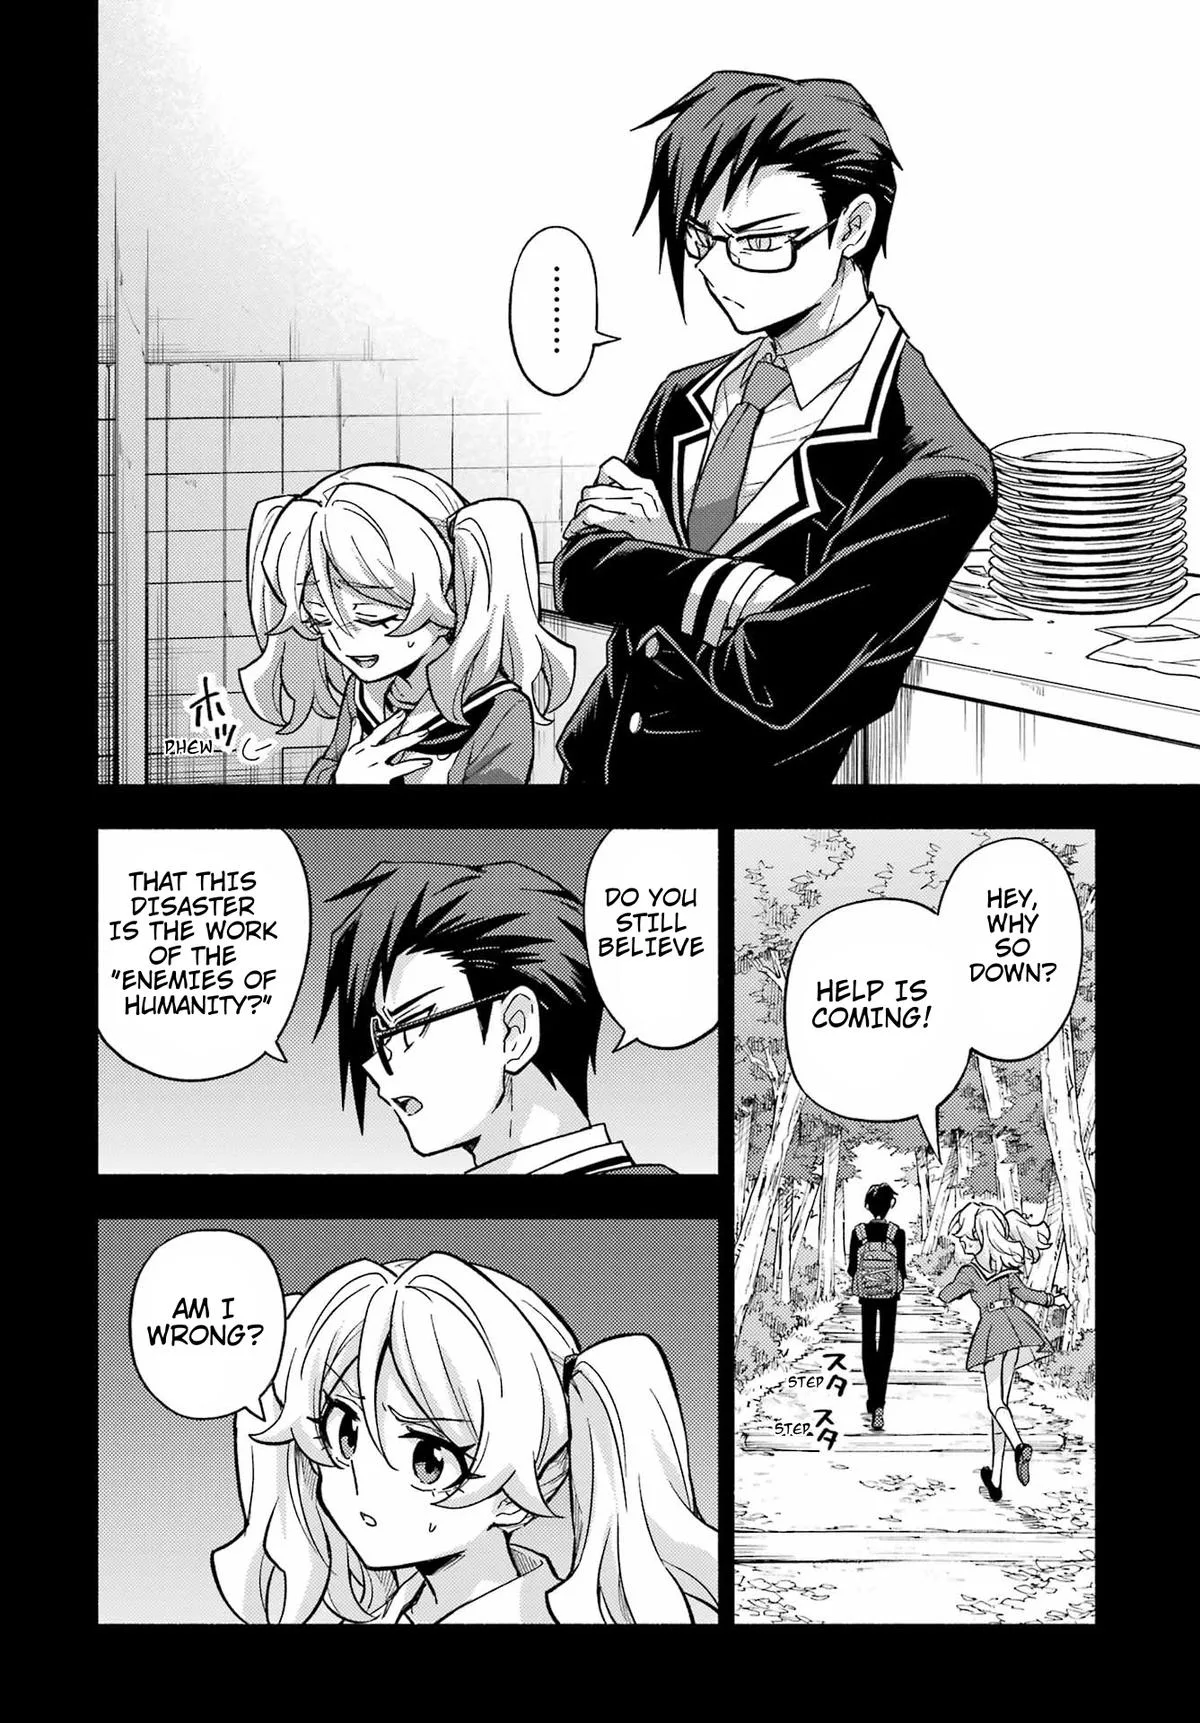 .........
ホッ
PHEW
HEY,
WHY
SO
DOWN?
HELP IS
COMING!
スタ
STEP
スタ
STEP
DO YOU
STILL
BELIEVE
THAT THIS
DISASTER
IS THE WORK
OF THE
"ENEMIES OF
HUMANITY?"
AM I
WRONG?